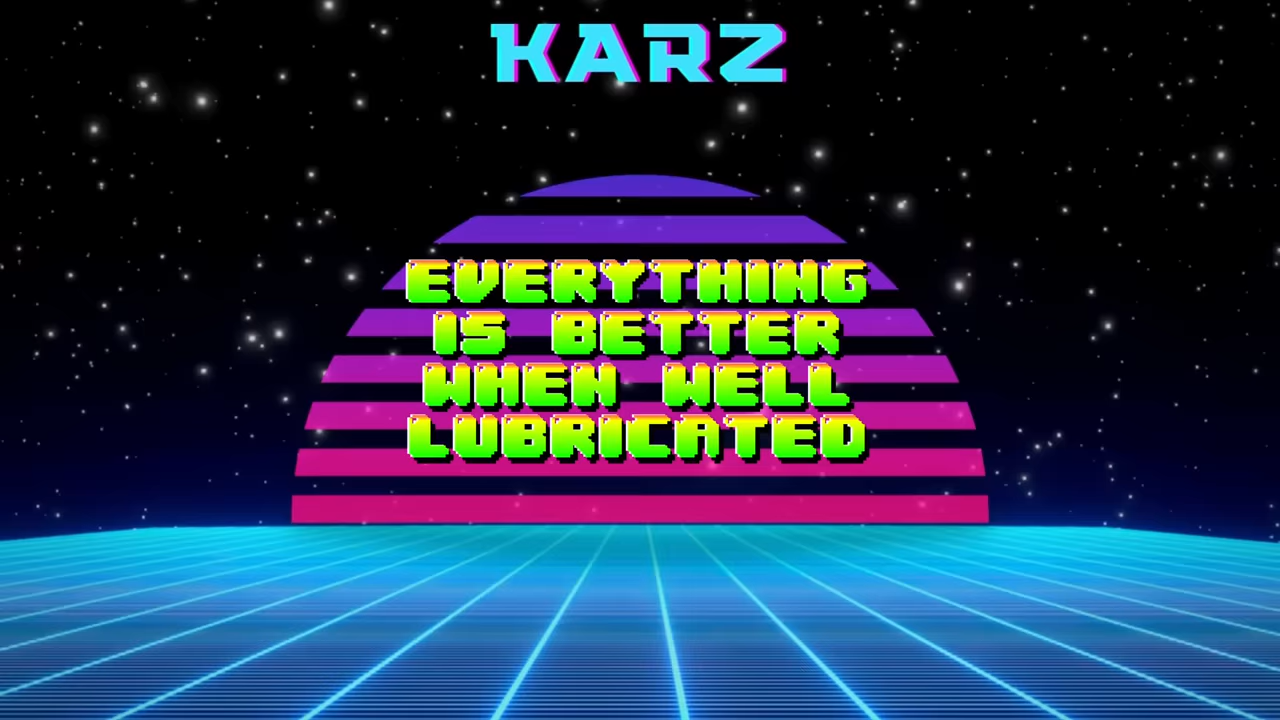 KARZ
EVERYTHING
IS BETTER
WHEN WELL
LUBRICATED